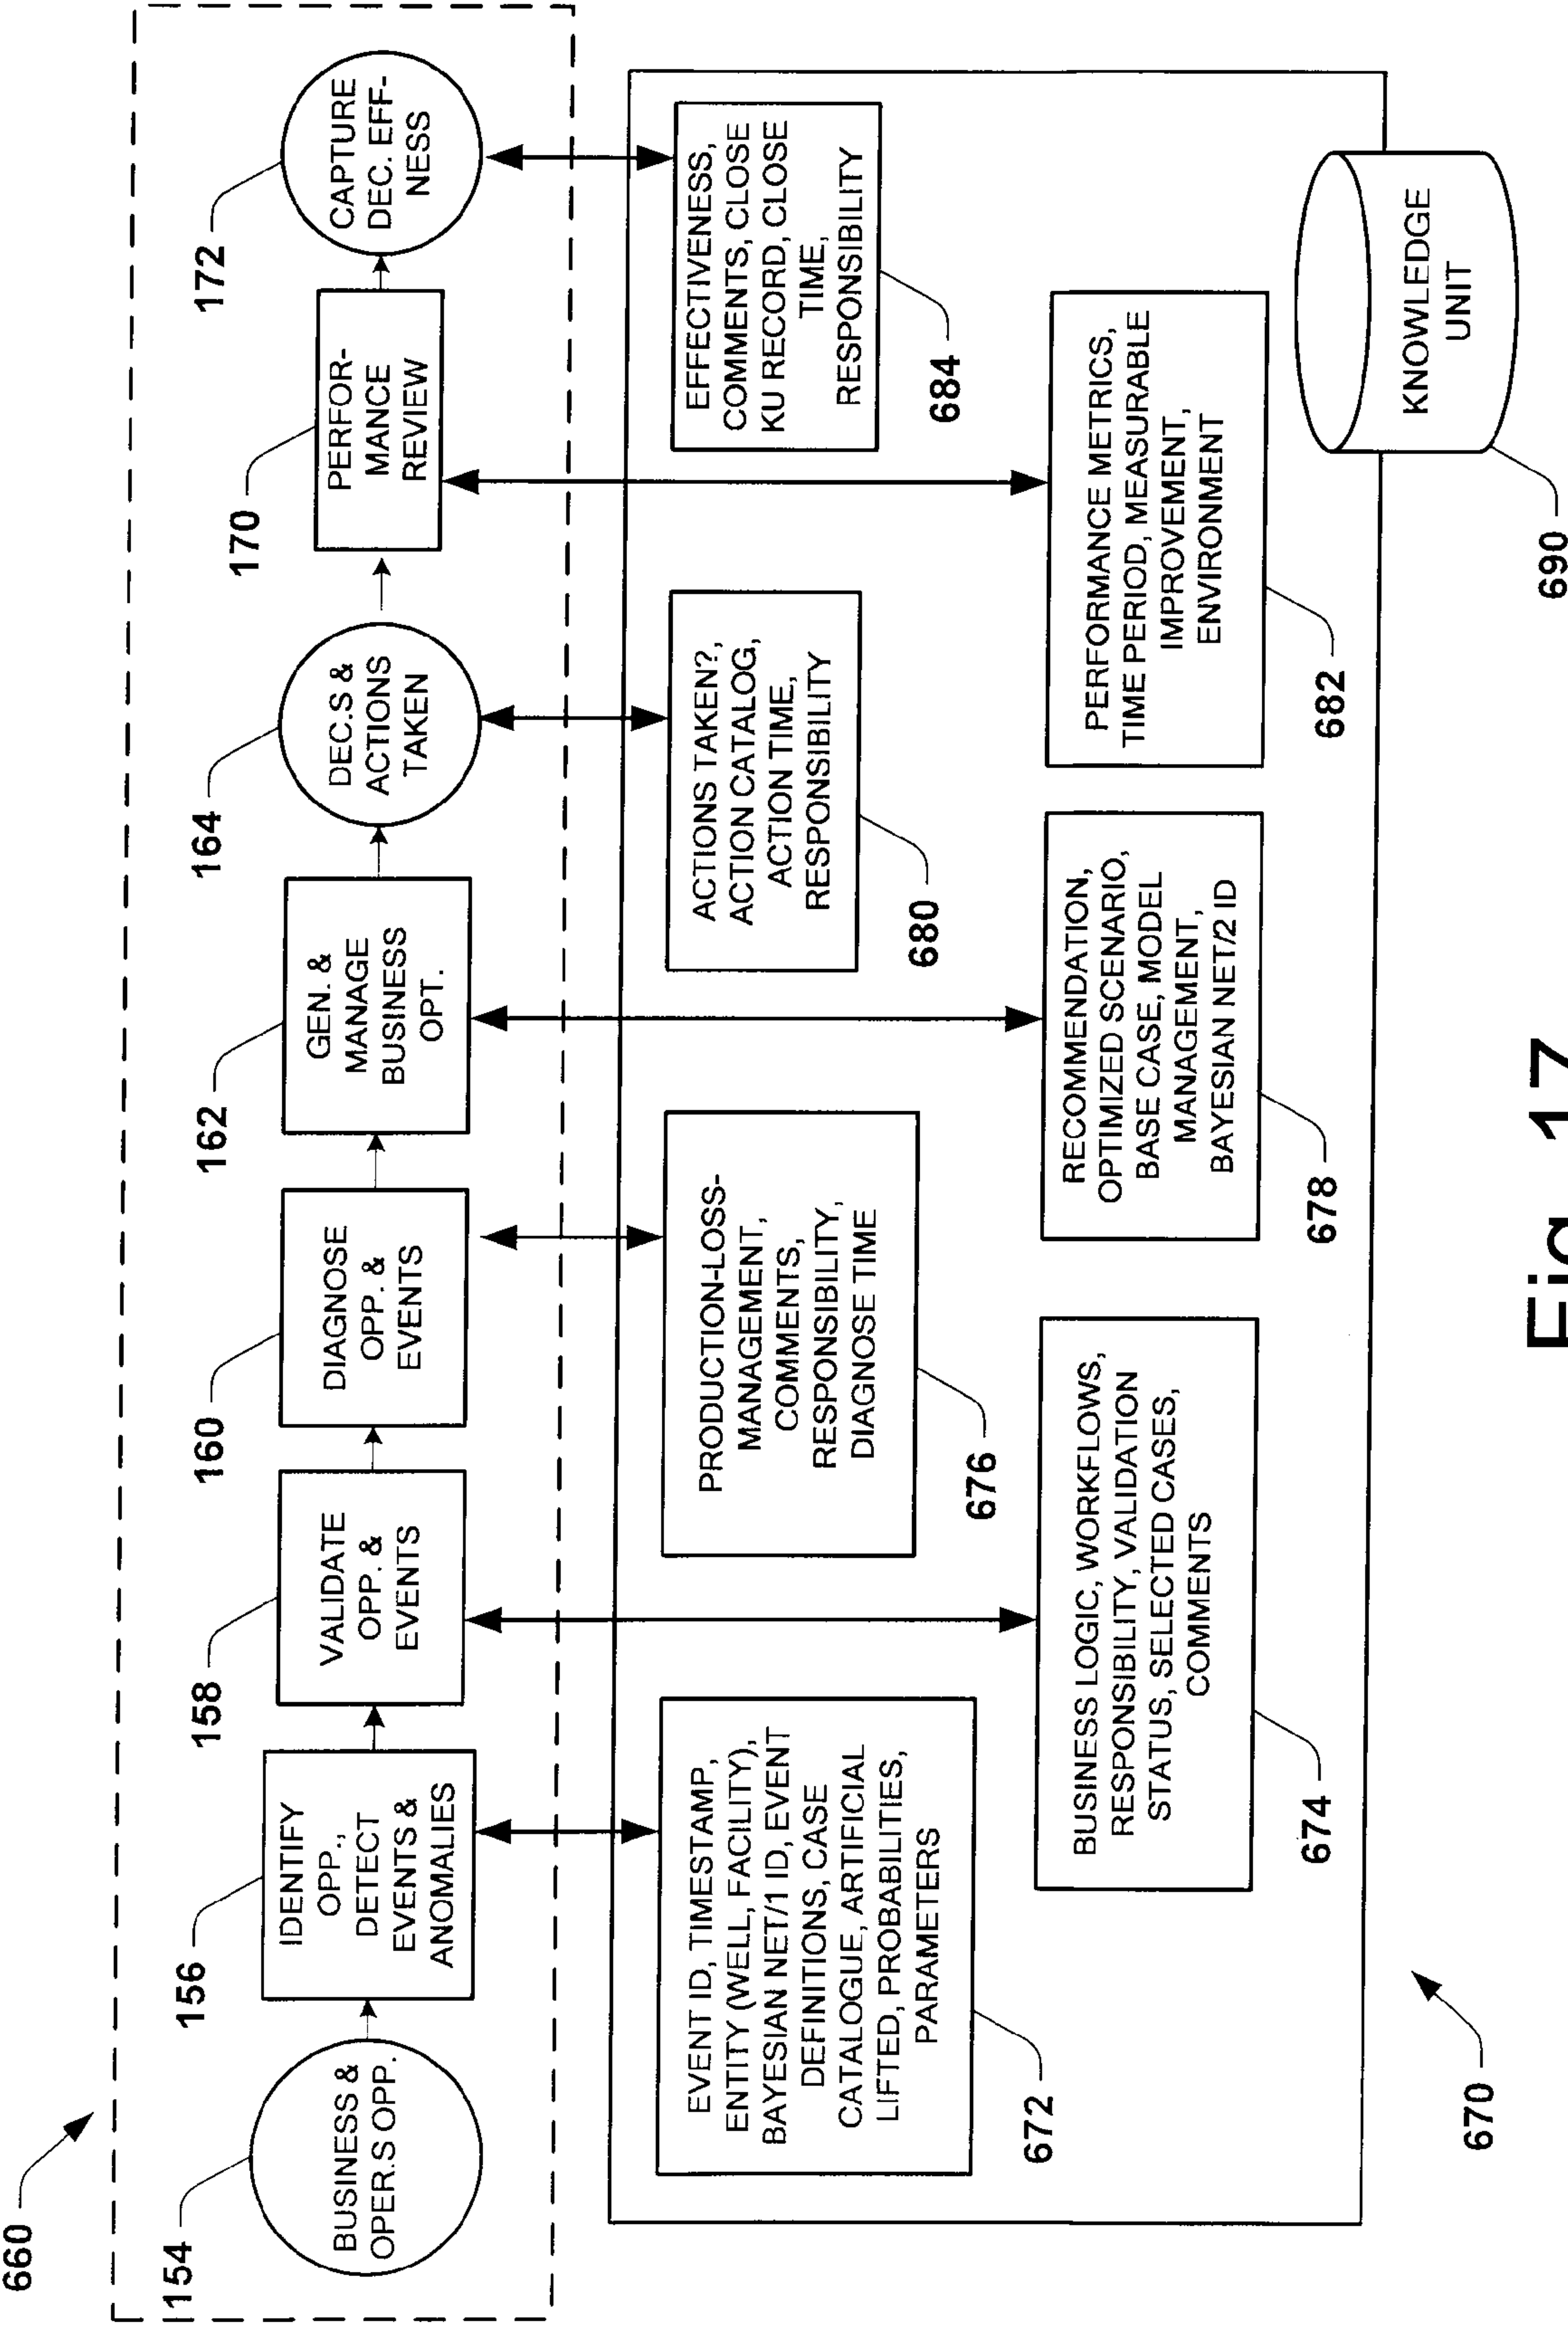 660
154
BUSINESS &
OPER.S OPP.
156
IDENTIFY
OPP.,
DETECT
EVENTS &
ANOMALIES
158
VALIDATE
OPP. &
EVENTS
160
DIAGNOSE
OPP. &
EVENTS
162
GEN. &
MANAGE
BUSINESS
OPT.
164
DEC.S &
ACTIONS
TAKEN
170
PERFOR-
MANCE
REVIEW
172
CAPTURE
DEC. EFF-
NESS
EVENT ID, TIMESTAMP,
ENTITY (WELL, FACILITY),
BAYESIAN NET/1 ID, EVENT
DEFINITIONS, CASE
CATALOGUE, ARTIFICIAL
LIFTED, PROBABILITIES,
PARAMETERS
672
PRODUCTION-LOSS-
MANAGEMENT,
COMMENTS,
RESPONSIBILITY,
DIAGNOSE TIME
676
ACTIONS TAKEN?,
ACTION CATALOG,
ACTION TIME,
RESPONSIBILITY
680
EFFECTIVENESS,
COMMENTS, CLOSE
KU RECORD, CLOSE
TIME,
RESPONSIBILITY
684
BUSINESS LOGIC, WORKFLOWS,
RESPONSIBILITY, VALIDATION
STATUS, SELECTED CASES,
COMMENTS
674
RECOMMENDATION,
OPTIMIZED SCENARIO,
BASE CASE, MODEL
MANAGEMENT,
BAYESIAN NET/2 ID
678
PERFORMANCE METRICS,
TIME PERIOD, MEASURABLE
IMPROVEMENT,
ENVIRONMENT
682
KNOWLEDGE
UNIT
690
670
Fig. 17